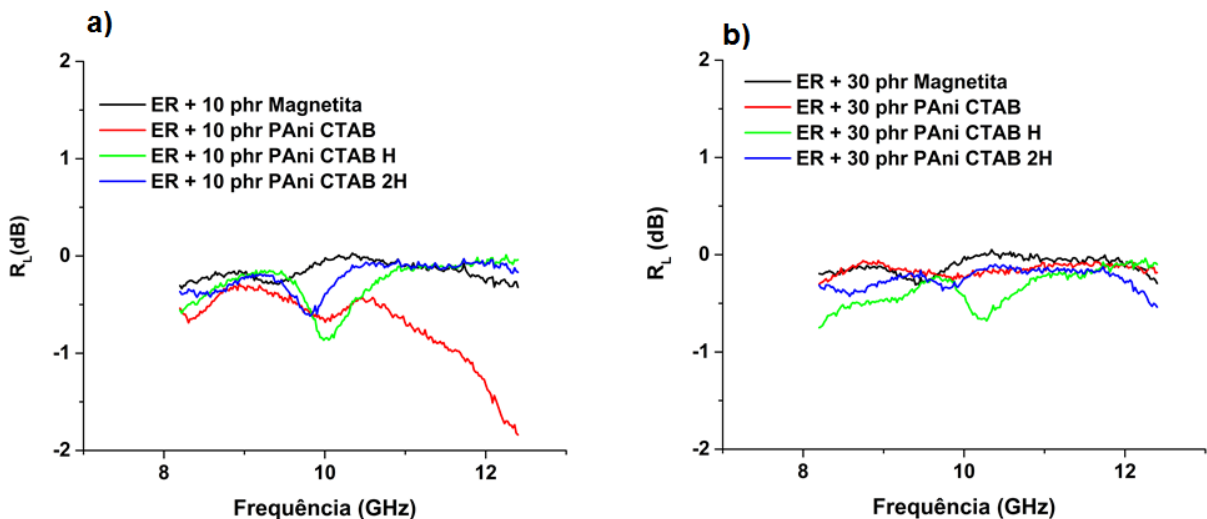 a)
2
1
0
-1
-2
R_L(dB)
ER + 10 phr Magnetita
ER + 10 phr PAni CTAB
ER + 10 phr PAni CTAB H
ER + 10 phr PAni CTAB 2H
8
10
12
Frequência (GHz)
b)
2
1
0
-1
-2
R_L (dB)
ER + 30 phr Magnetita
ER + 30 phr PAni CTAB
ER + 30 phr PAni CTAB H
ER + 30 phr PAni CTAB 2H
8
10
12
Frequência (GHz)